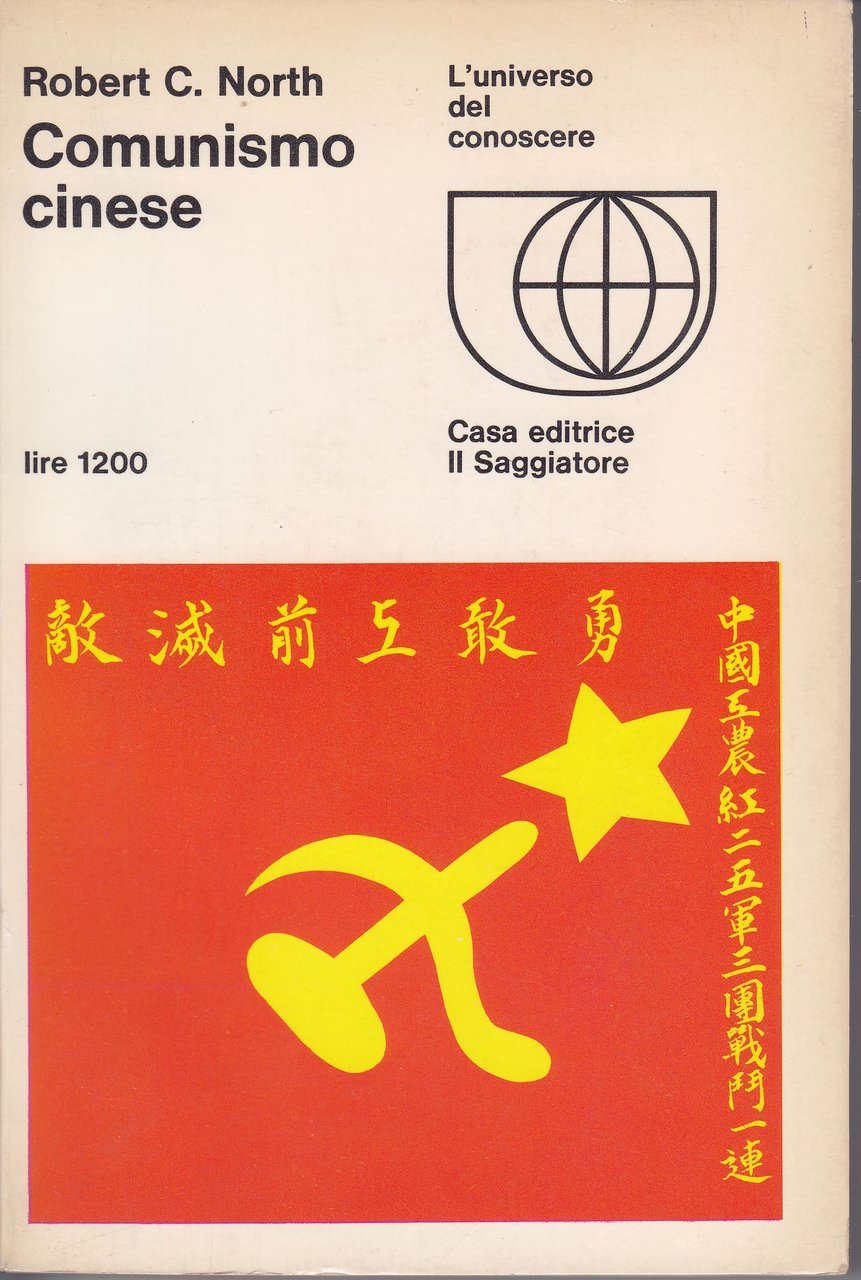 Robert C. North
Comunismo
cinese
L'universo
del
conoscere
Casa editrice
Il Saggiatore
lire 1200
勇敢上前滅敵
中國工農紅二五軍三團戰鬥一連